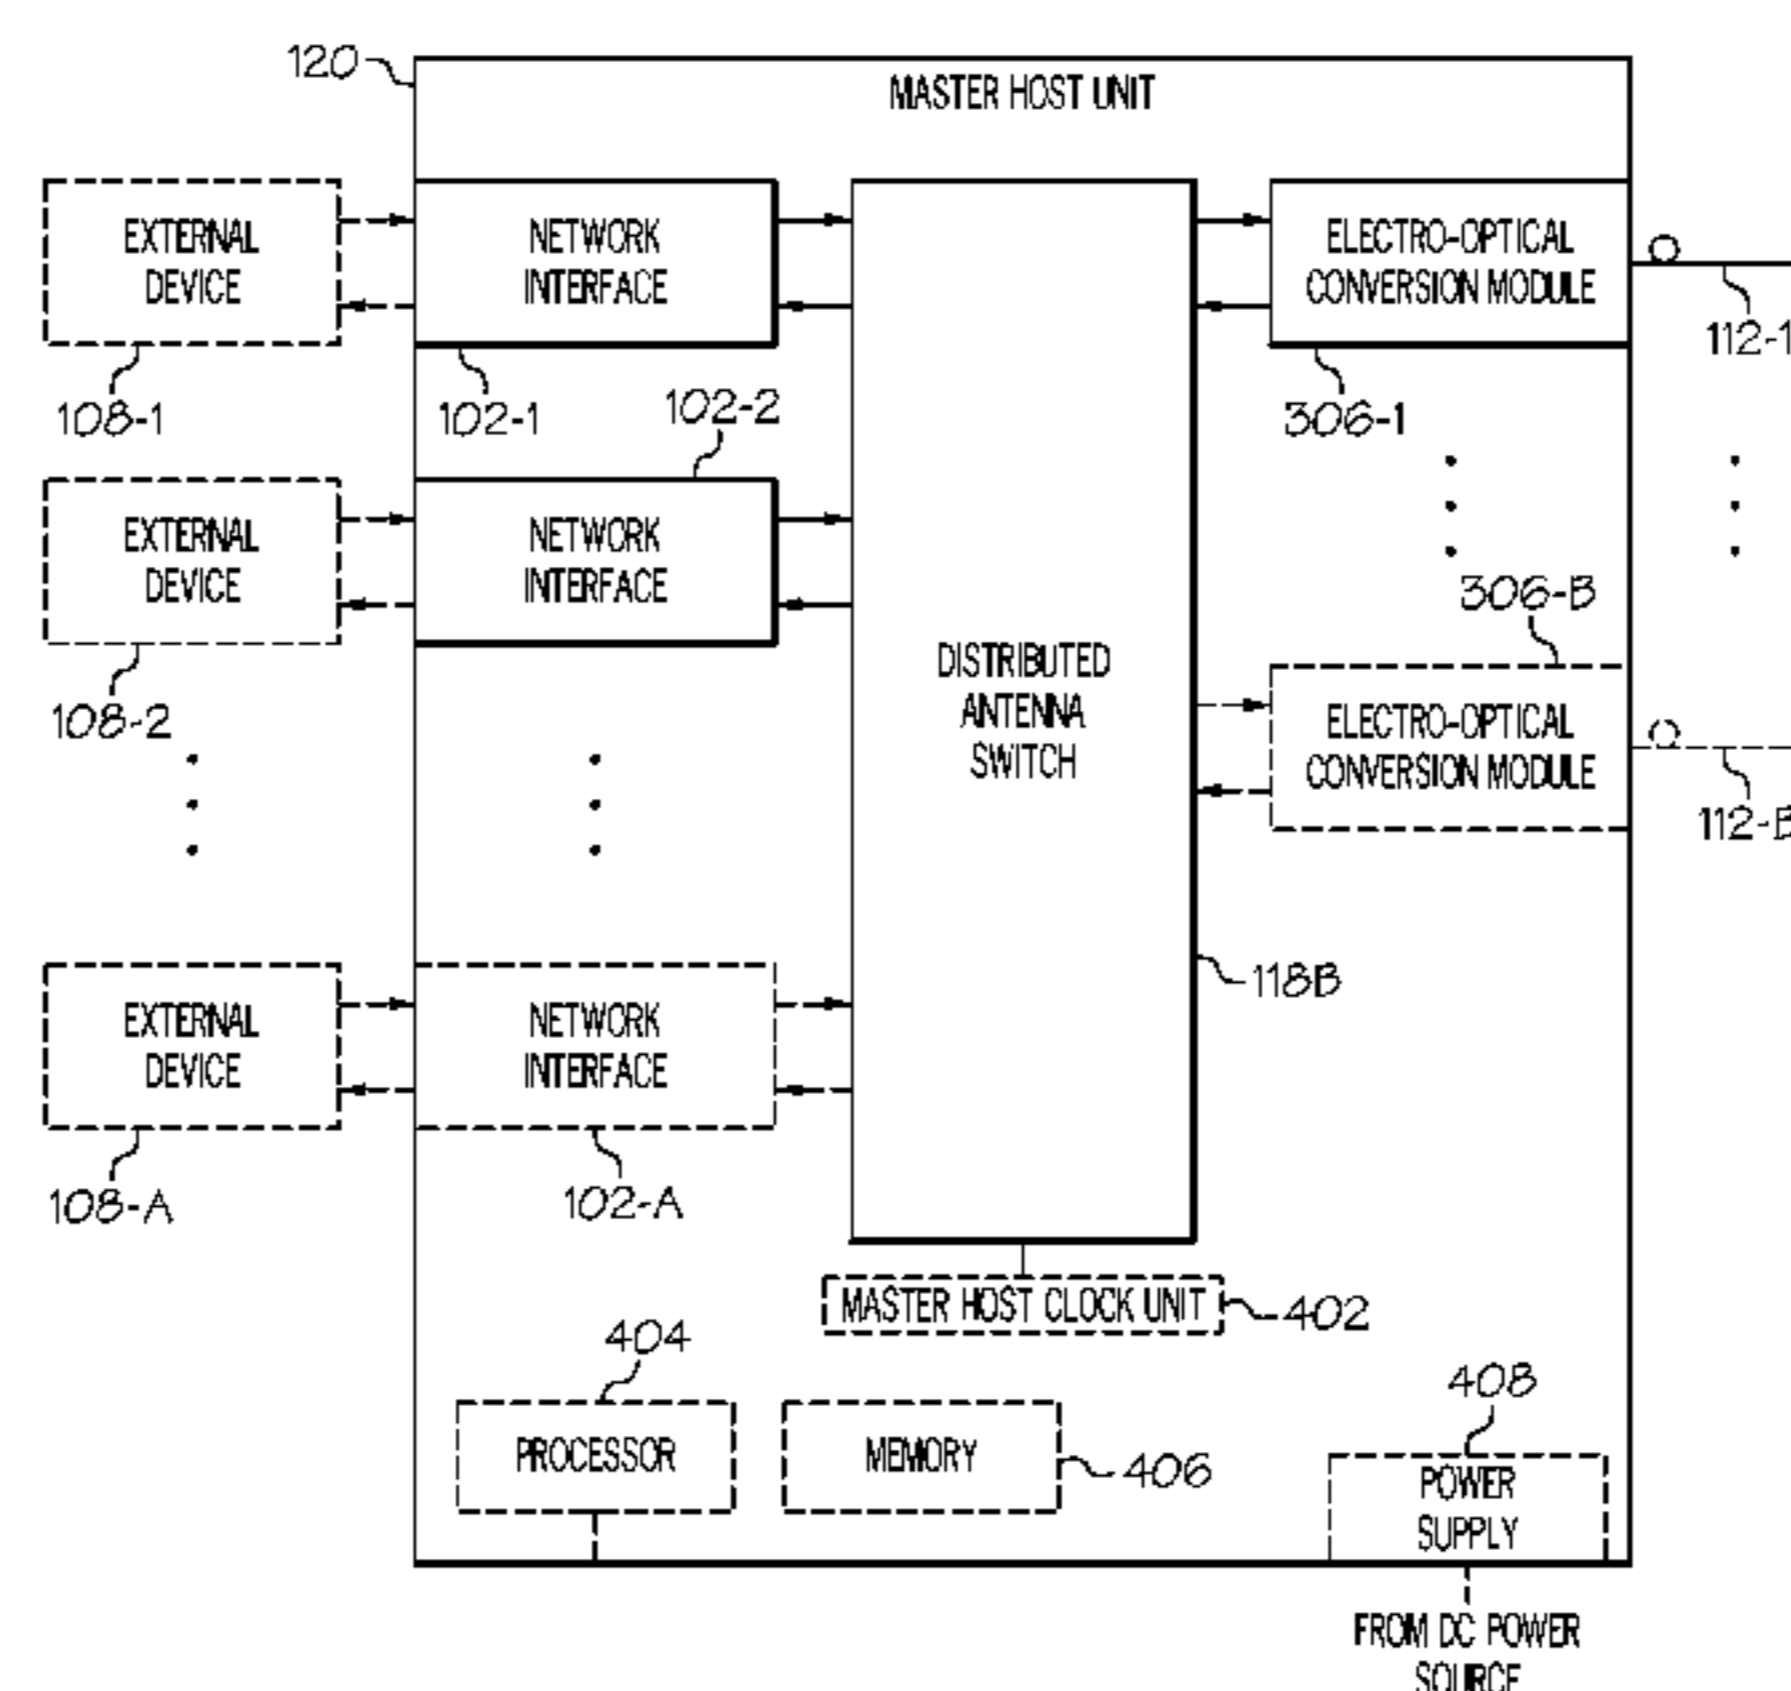 120
MASTER HOST UNIT
EXTERNAL
DEVICE
NETWORK
INTERFACE
ELECTRO-OPTICAL
CONVERSION MODULE
112-1
108-1
102-1
102-2
306-1
EXTERNAL
DEVICE
NETWORK
INTERFACE
306-B
108-2
DISTRIBUTED
ANTENNA
SWITCH
ELECTRO-OPTICAL
CONVERSION MODULE
112-B
118B
EXTERNAL
DEVICE
NETWORK
INTERFACE
108-A
102-A
MASTER HOST CLOCK UNIT
402
404
408
PROCESSOR
MEMORY
406
POWER
SUPPLY
FROM DC POWER
SOURCE